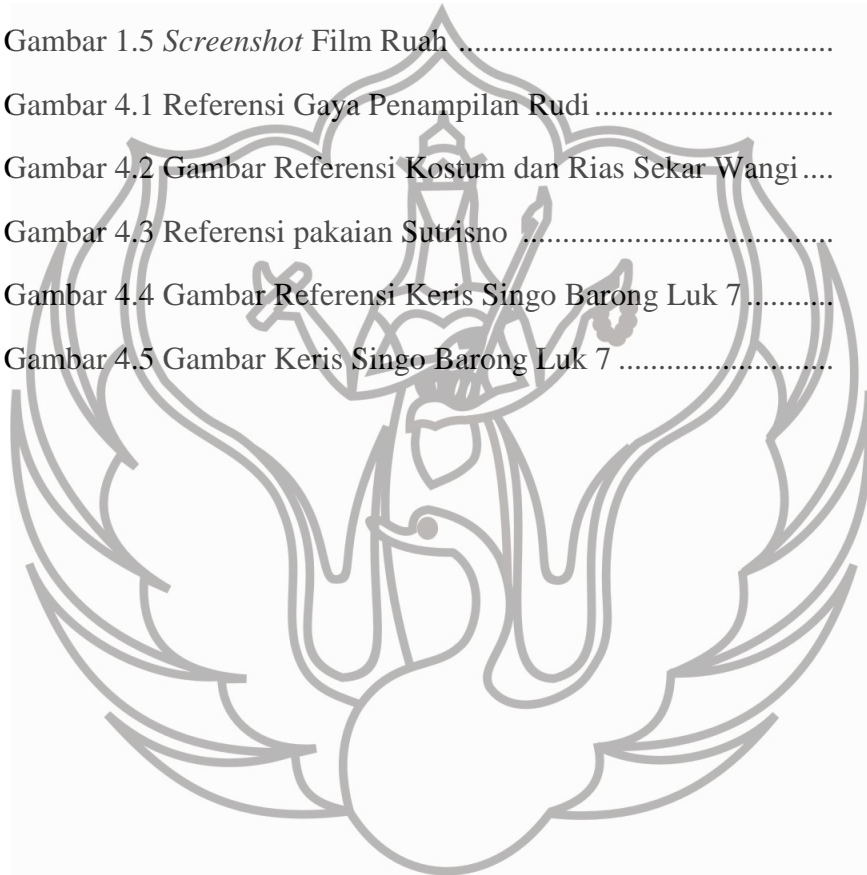 Gambar 1.5 Screenshot Film Ruah ............................................
Gambar 4.1 Referensi Gaya Penampilan Rudi ............................
Gambar 4.2 Gambar Referensi Kostum dan Rias Sekar Wangi ....
Gambar 4.3 Referensi pakaian Sutrisno .....................................
Gambar 4.4 Gambar Referensi Keris Singo Barong Luk 7 ...........
Gambar 4.5 Gambar Keris Singo Barong Luk 7 ..........................